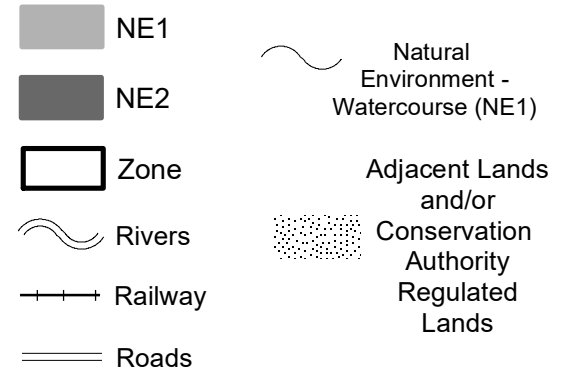 NE1
NE2
Zone
Rivers
Railway
Roads
Natural
Environment -
Watercourse (NE1)
Adjacent Lands
and/or
Conservation
Authority
Regulated
Lands